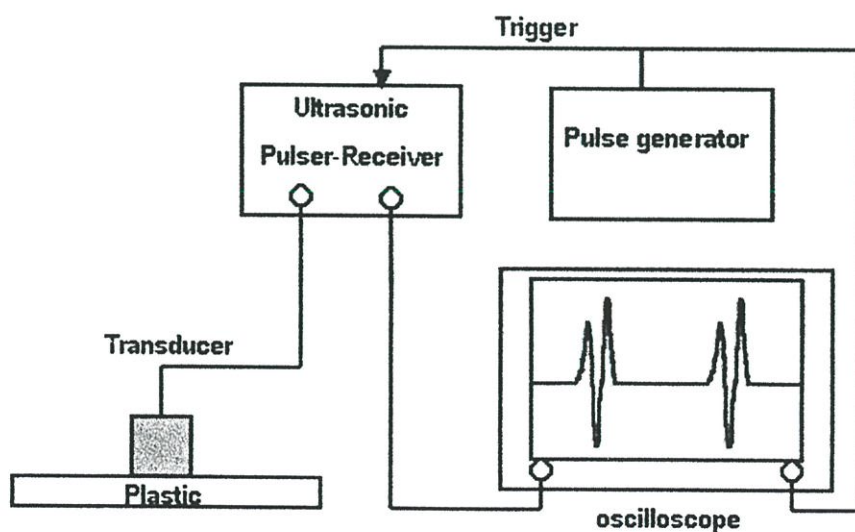 Trigger
Ultrasonic
Pulser-Receiver
Pulse generator
Transducer
Plastic
oscilloscope